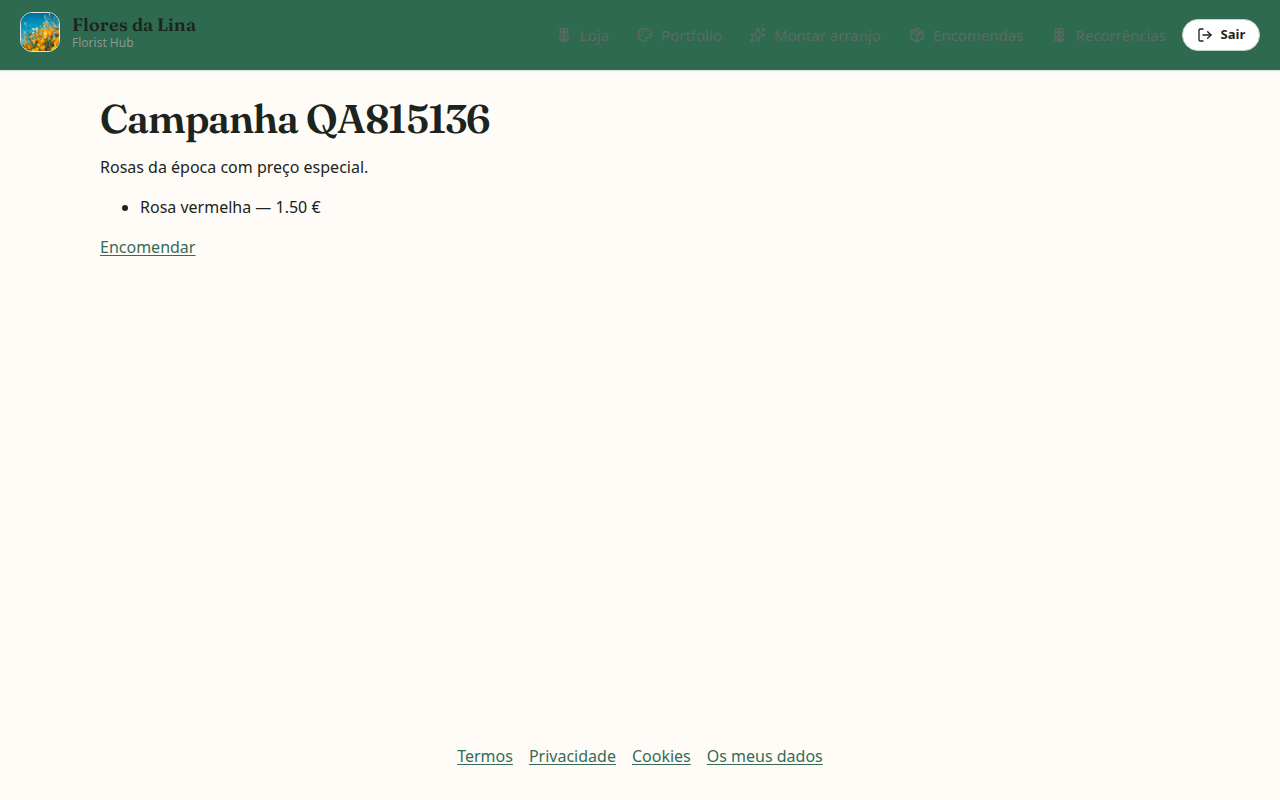 Flores da Lina
Florist Hub
Loja
Portfolio
Montar arranjo
Encomendas
Recorrências
Sair
Campanha QA815136
Rosas da época com preço especial.
• Rosa vermelha — 1.50 €
Encomendar
Termos
Privacidade
Cookies
Os meus dados